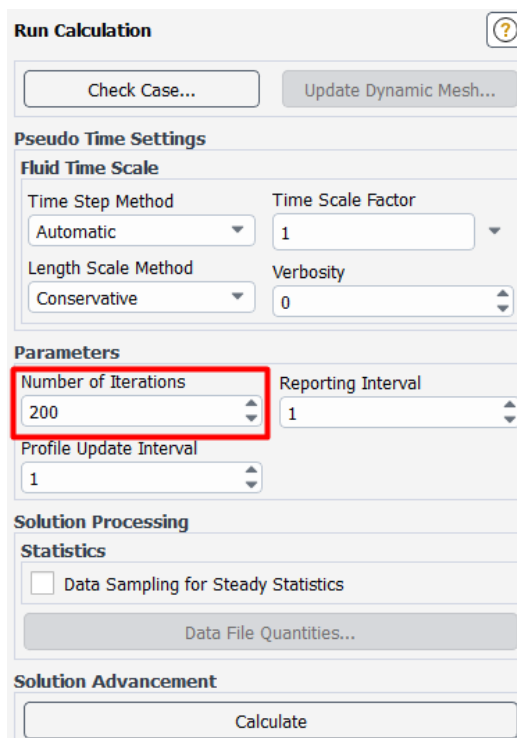 Run Calculation
?
Check Case...
Update Dynamic Mesh...
Pseudo Time Settings
Fluid Time Scale
Time Step Method
Time Scale Factor
Automatic
1
Length Scale Method
Verbosity
Conservative
0
Parameters
Number of Iterations
Reporting Interval
200
1
Profile Update Interval
1
Solution Processing
Statistics
Data Sampling for Steady Statistics
Data File Quantities...
Solution Advancement
Calculate